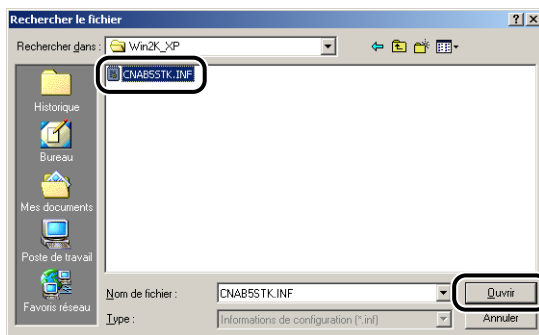 Rechercher le fichier
Rechercher dans : Win2K_XP
CNAB5STK.INF
Historique
Bureau
Mes documents
Poste de travail
Favoris réseau
Nom de fichier : CNAB5STK.INF Ouvrir
Type : Informations de configuration (*.inf) Annuler